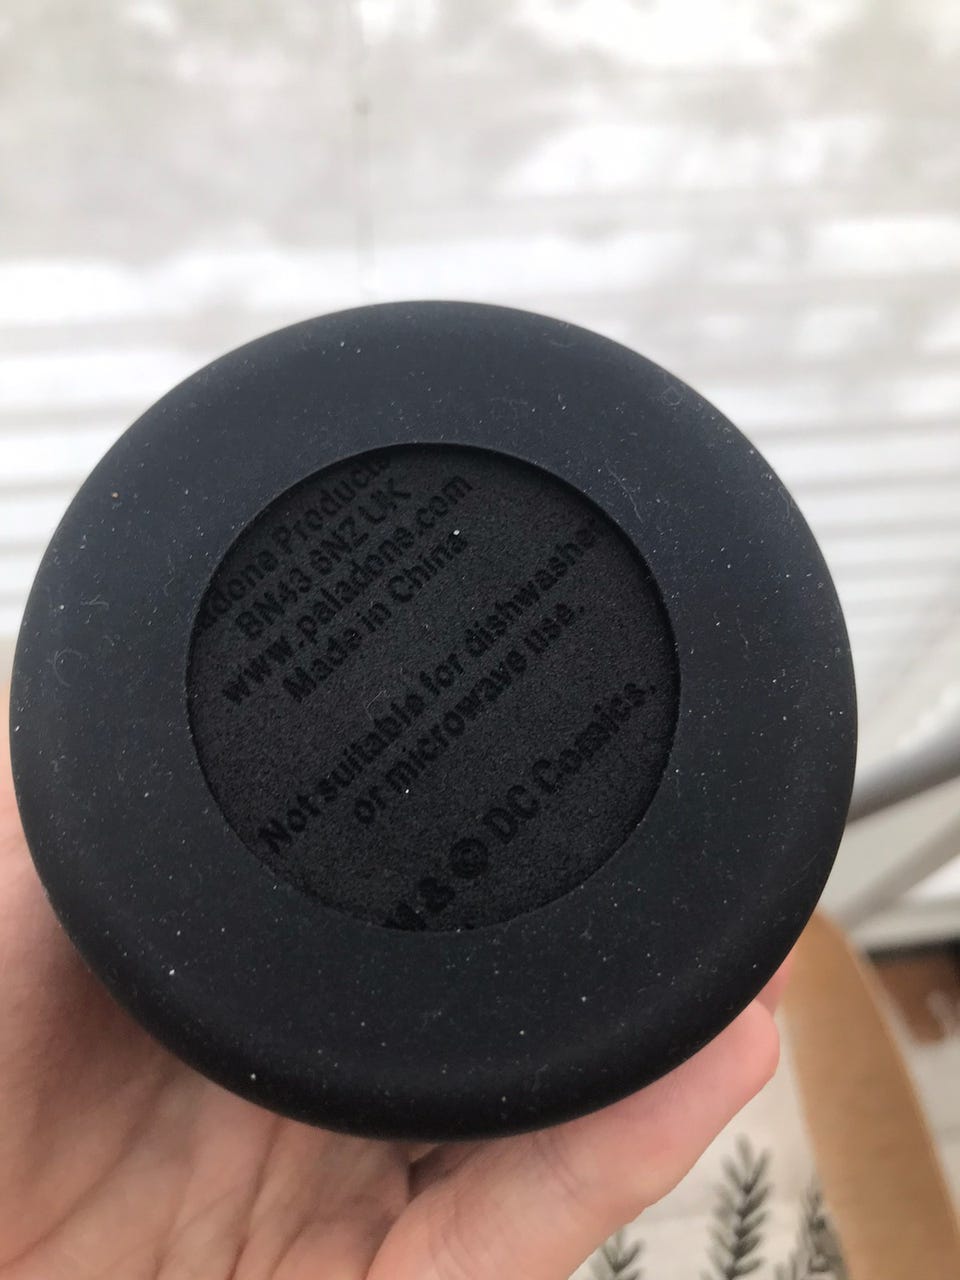 adone Products
BN43 6NZ UK
www.paladone.com
Made in China
Not suitable for dishwasher
or microwave use.
& © DC Comics.